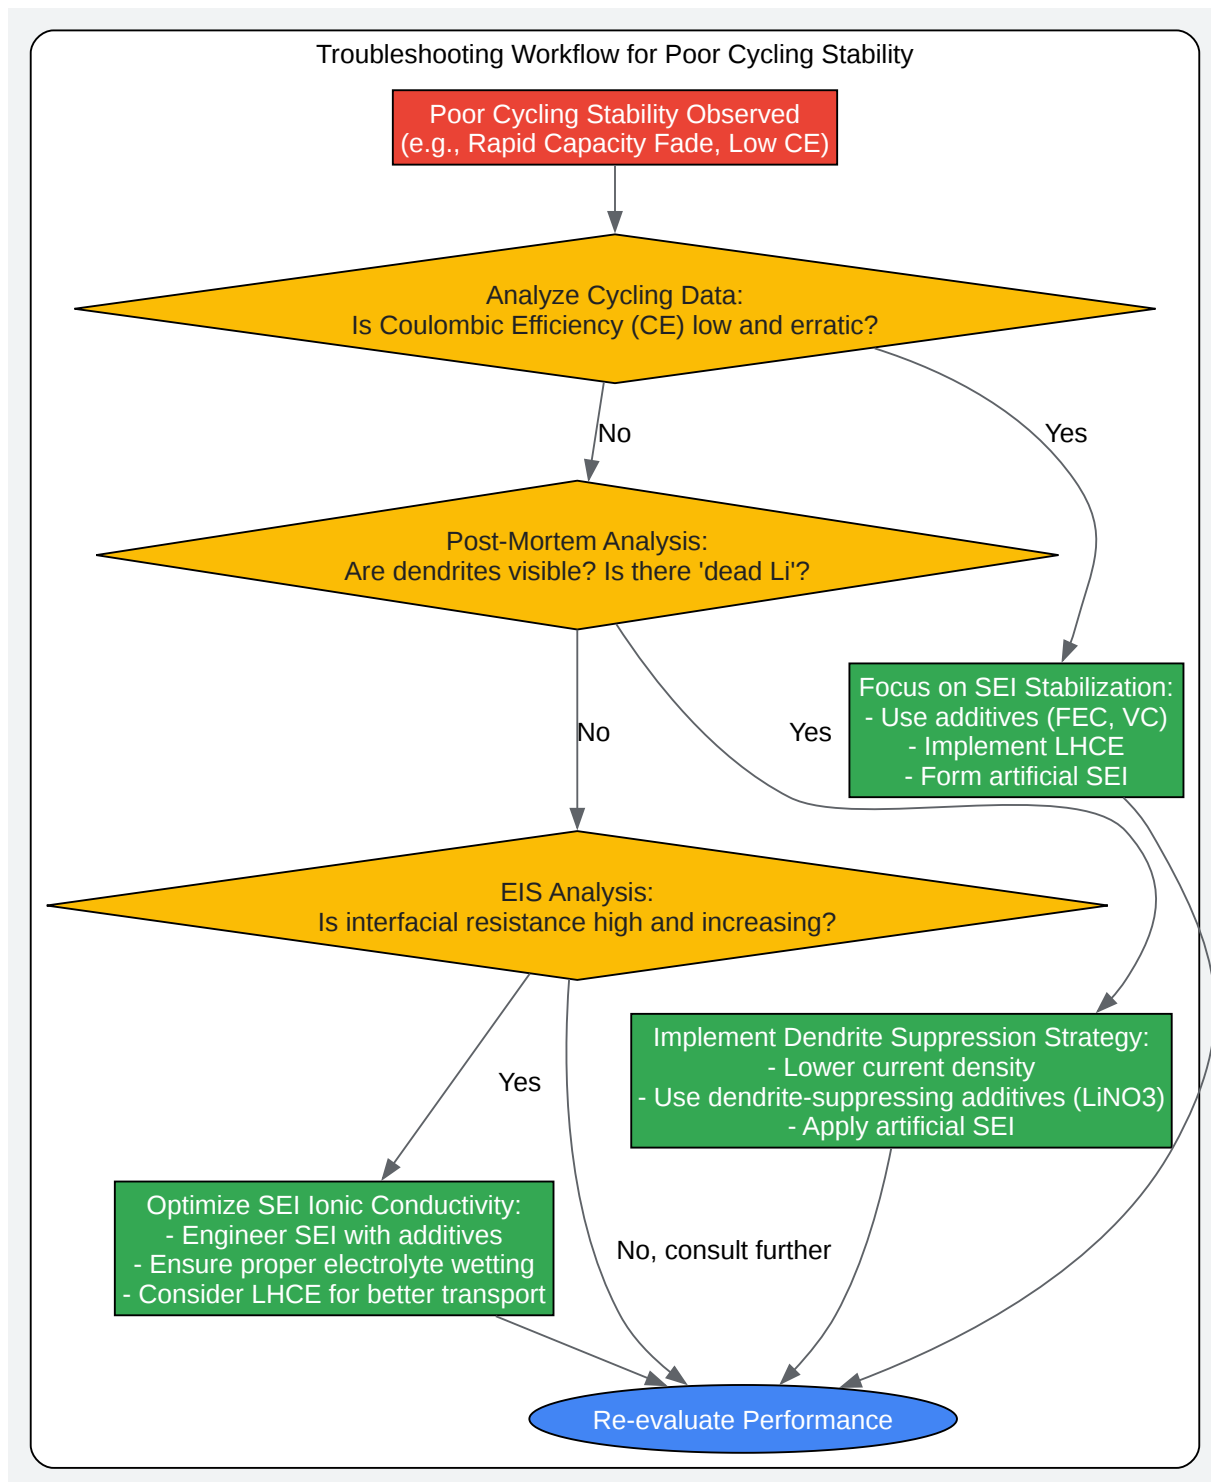 Troubleshooting Workflow for Poor Cycling Stability
Poor Cycling Stability Observed
(e.g., Rapid Capacity Fade, Low CE)
Analyze Cycling Data:
Is Coulombic Efficiency (CE) low and erratic?
No
Yes
Post-Mortem Analysis:
Are dendrites visible? Is there 'dead Li'?
Focus on SEI Stabilization:
- Use additives (FEC, VC)
- Implement LHCE
- Form artificial SEI
No
Yes
EIS Analysis:
Is interfacial resistance high and increasing?
Implement Dendrite Suppression Strategy:
- Lower current density
- Use dendrite-suppressing additives (LiNO3)
- Apply artificial SEI
Yes
Optimize SEI Ionic Conductivity:
- Engineer SEI with additives
- Ensure proper electrolyte wetting
- Consider LHCE for better transport
No, consult further
Re-evaluate Performance